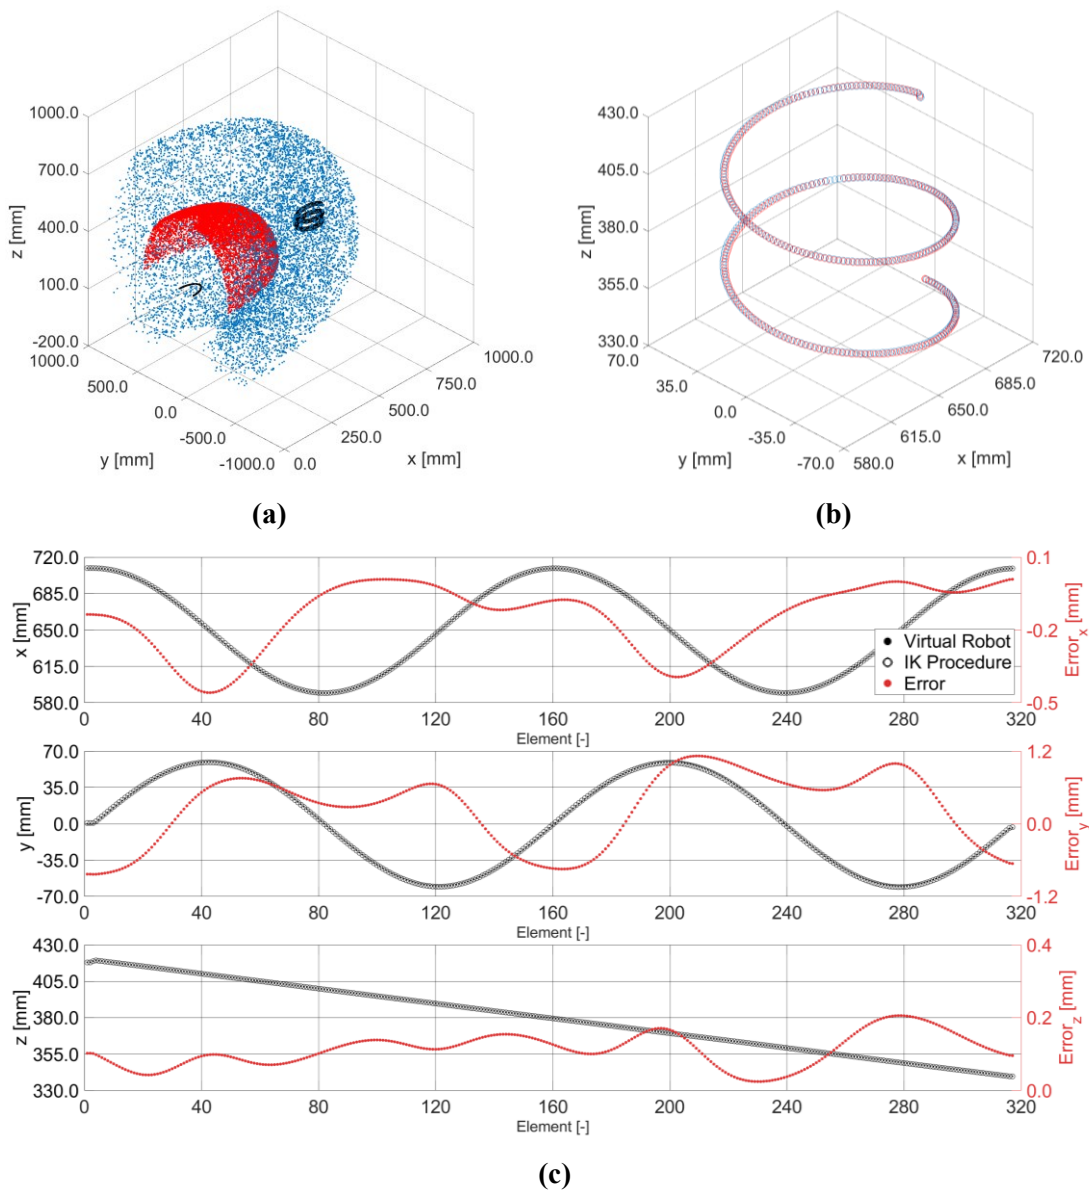 1000.0
700.0
400.0
100.0
-200.0
z [mm]
1000.0
500.0
0.0
-500.0
-1000.0
y [mm]
0.0
250.0
500.0
750.0
1000.0
x [mm]
(a)
430.0
405.0
380.0
355.0
330.0
z [mm]
70.0
35.0
0.0
-35.0
-70.0
y [mm]
580.0
615.0
650.0
685.0
720.0
x [mm]
(b)
720.0
685.0
650.0
615.0
580.0
x [mm]
0.1
-0.2
-0.5
Error_x [mm]
Virtual Robot
IK Procedure
Error
0 40 80 120 160 200 240 280 320
Element [-]
70.0
35.0
0.0
-35.0
-70.0
y [mm]
1.2
0.0
-1.2
Error_y [mm]
0 40 80 120 160 200 240 280 320
Element [-]
430.0
405.0
380.0
355.0
330.0
z [mm]
0.4
0.2
0.0
Error_z [mm]
0 40 80 120 160 200 240 280 320
Element [-]
(c)